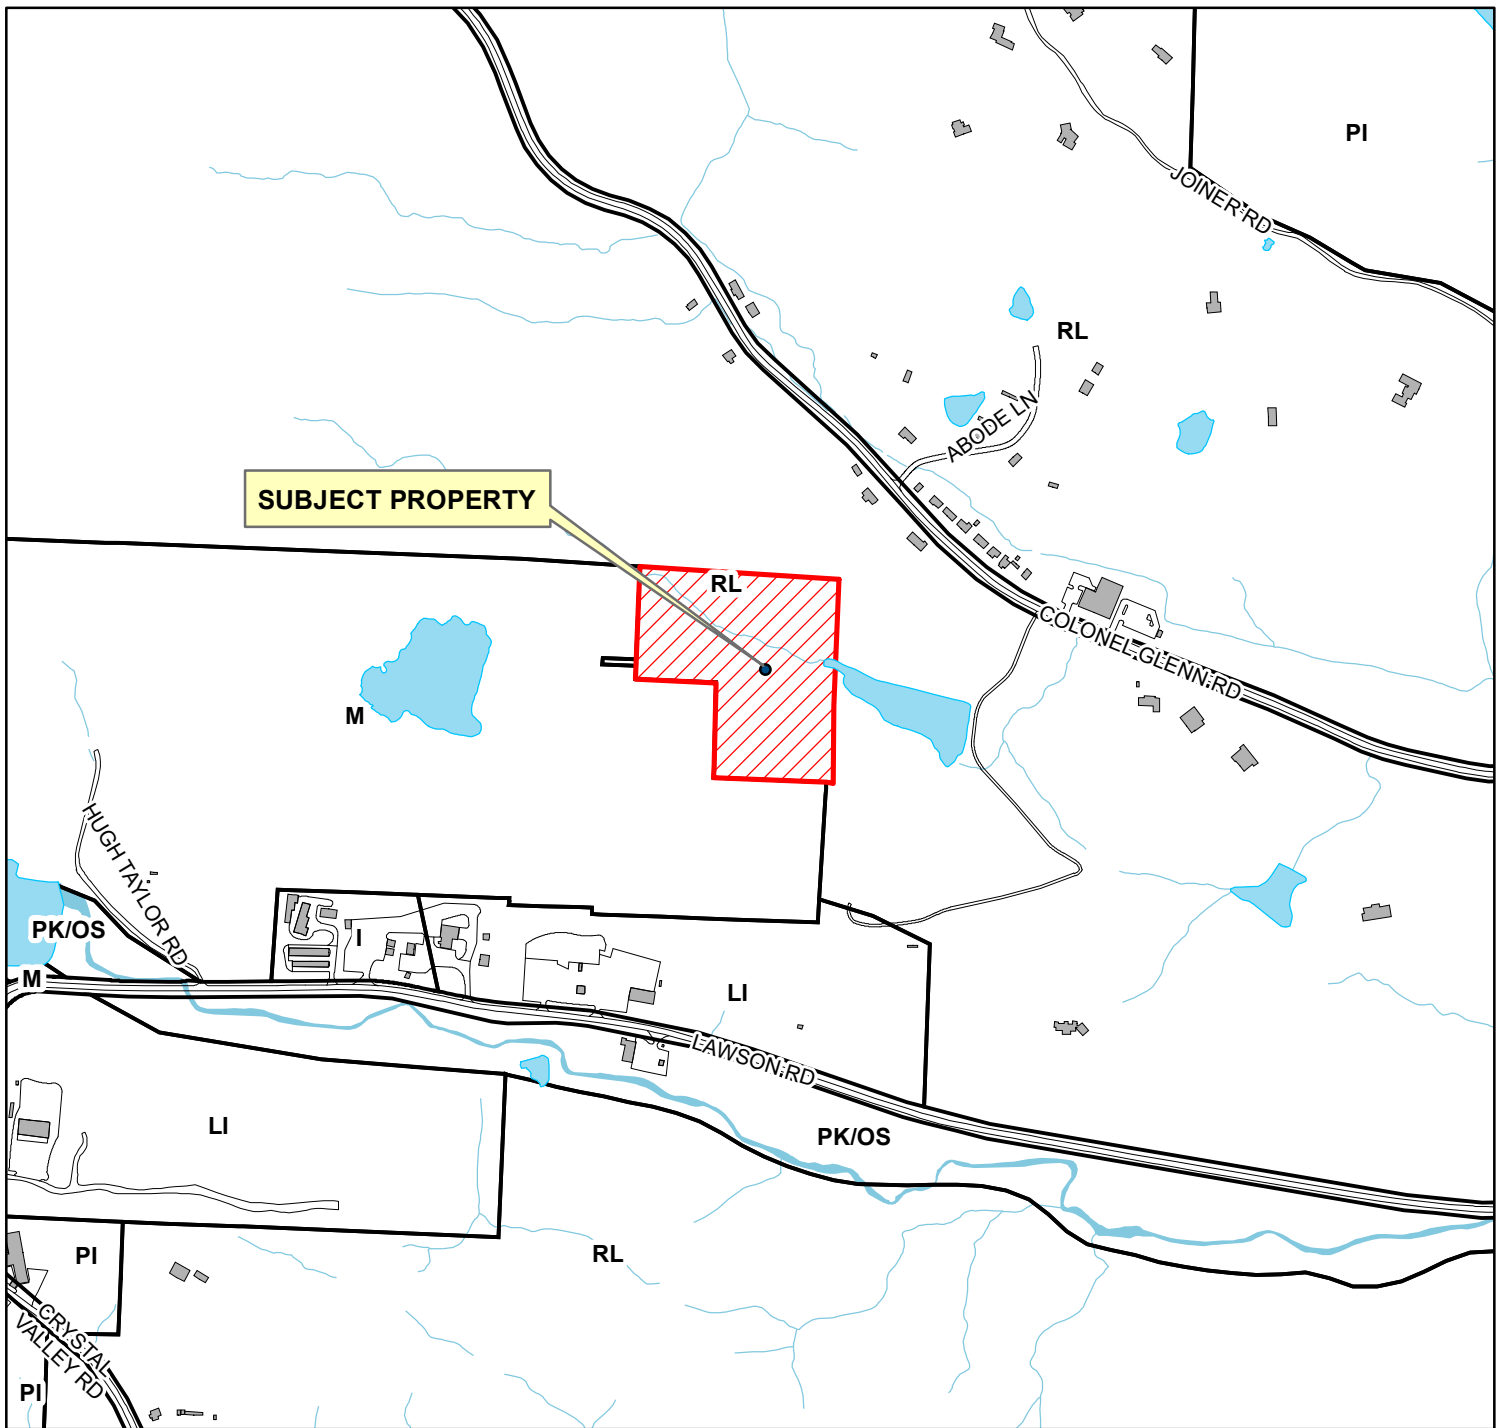 PI
JOINER RD
RL
ABODE LN
SUBJECT PROPERTY
RL
COLONEL GLENN RD
M
HUGH TAYLOR RD
PK/OS
I
M
LI
LAWSON RD
LI
PK/OS
RL
PI
CRYSTAL
VALLEY RD
PI